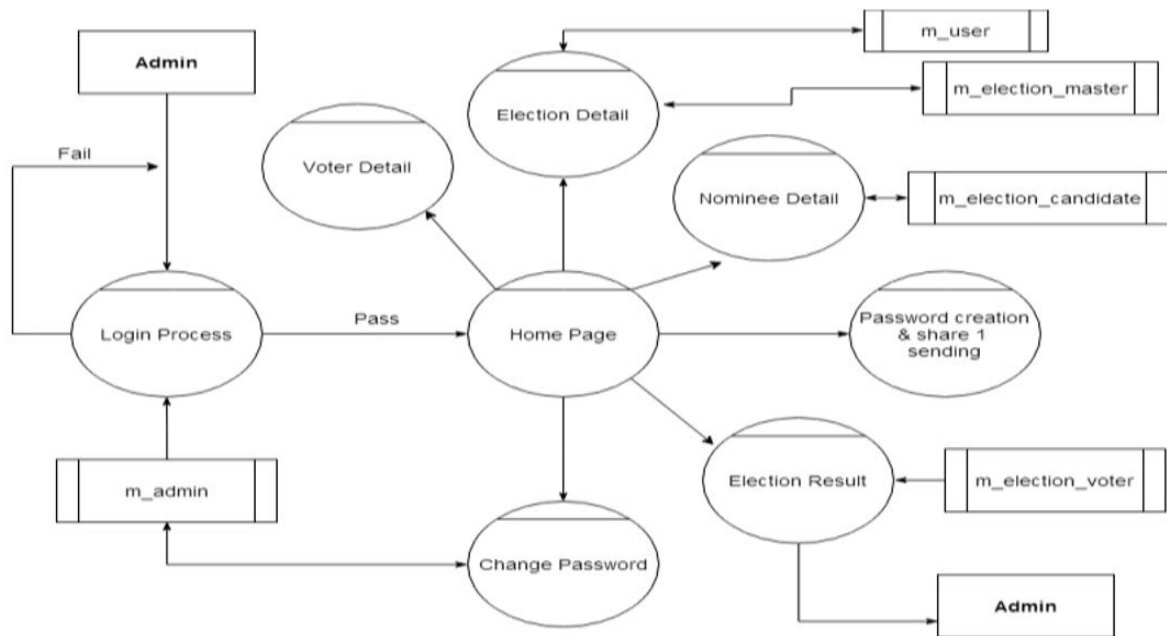 m_user
Admin
m_election_master
Election Detail
Fail
Voter Detail
Nominee Detail
m_election_candidate
Login Process
Pass
Home Page
Password creation
& share 1
sending
m_admin
Election Result
m_election_voter
Change Password
Admin